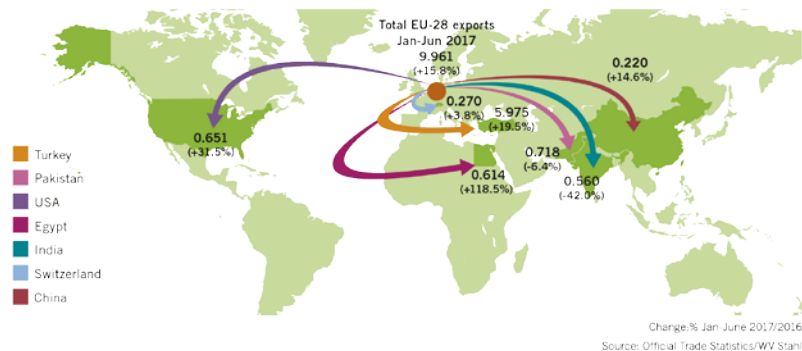 Total EU-28 exports
Jan-Jun 2017
9.961
(+15.8%)
0.220
(+14.6%)
0.270
(+3.8%)
5.975
(+19.5%)
0.651
(+31.5%)
0.718
(-6.4%)
0.614
(+118.5%)
0.560
(-42.0%)
Turkey
Pakistan
USA
Egypt
India
Switzerland
China
Change:% Jan-June 2017/2016
Source: Official Trade Statistics/WV Stahl